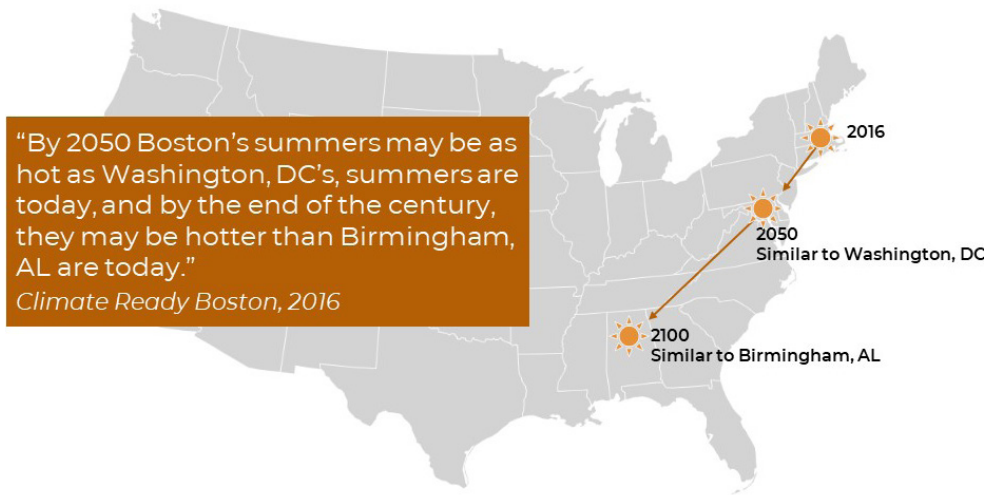 “By 2050 Boston’s summers may be as
hot as Washington, DC’s, summers are
today, and by the end of the century,
they may be hotter than Birmingham,
AL are today.”
Climate Ready Boston, 2016
2016
2050
Similar to Washington, DC
2100
Similar to Birmingham, AL